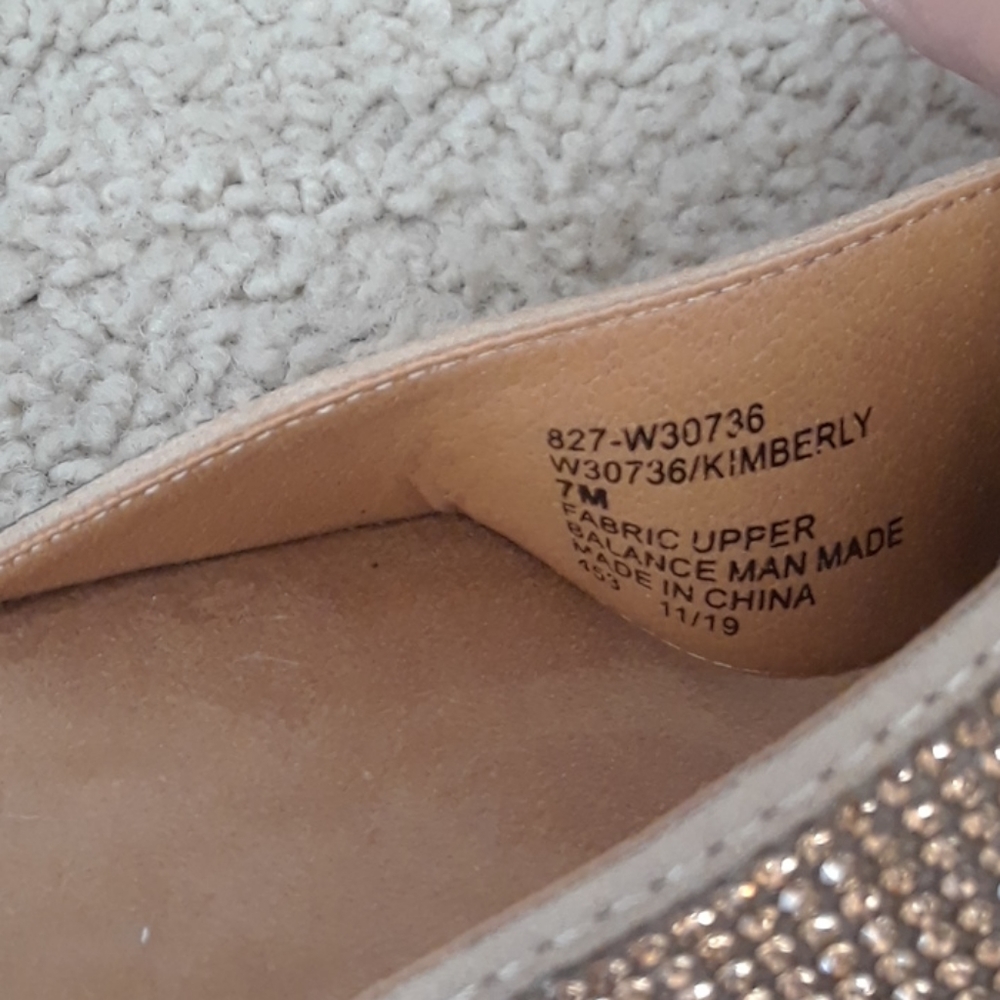 827-W30736
W30736/KIMBERLY
7M
FABRIC UPPER
BALANCE MAN MADE
MADE IN CHINA
453 11/19